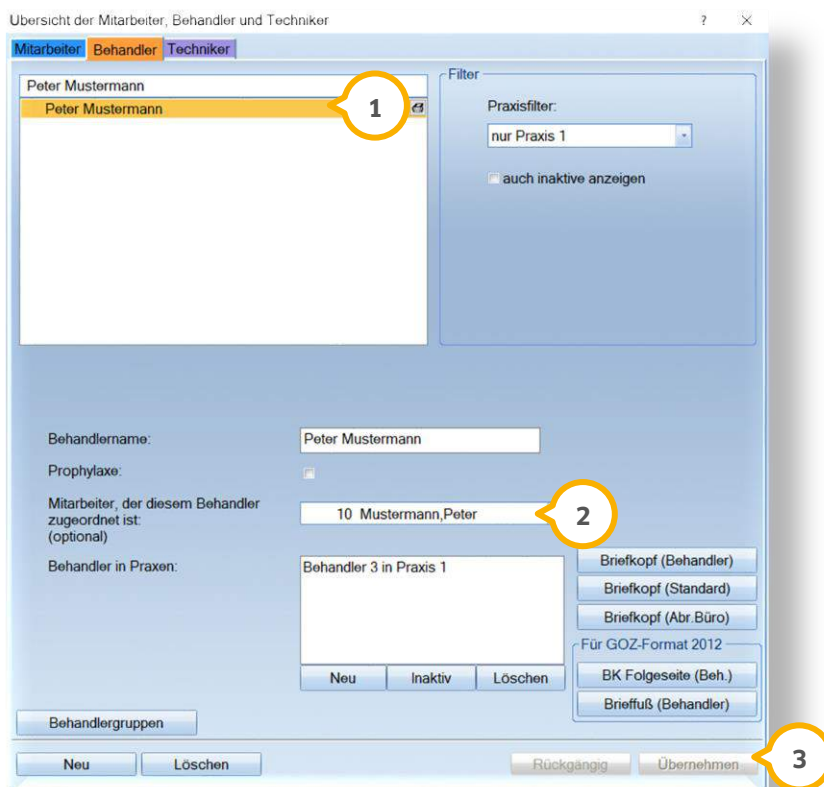 Übersicht der Mitarbeiter, Behandler und Techniker ? ×
Mitarbeiter Behandler Techniker
Peter Mustermann
Peter Mustermann
1
Filter
Praxisfilter:
nur Praxis 1
auch inaktive anzeigen
Behandlername:
Peter Mustermann
Prophylaxe:
Mitarbeiter, der diesem Behandler
zugeordnet ist:
(optional)
10 Mustermann,Peter
2
Behandler in Praxen:
Behandler 3 in Praxis 1
Neu Inaktiv Löschen
Briefkopf (Behandler)
Briefkopf (Standard)
Briefkopf (Abr.Büro)
Für GOZ-Format 2012
BK Folgeseite (Beh.)
Brieffuß (Behandler)
Behandlergruppen
Neu Löschen Rückgängig Übernehmen
3